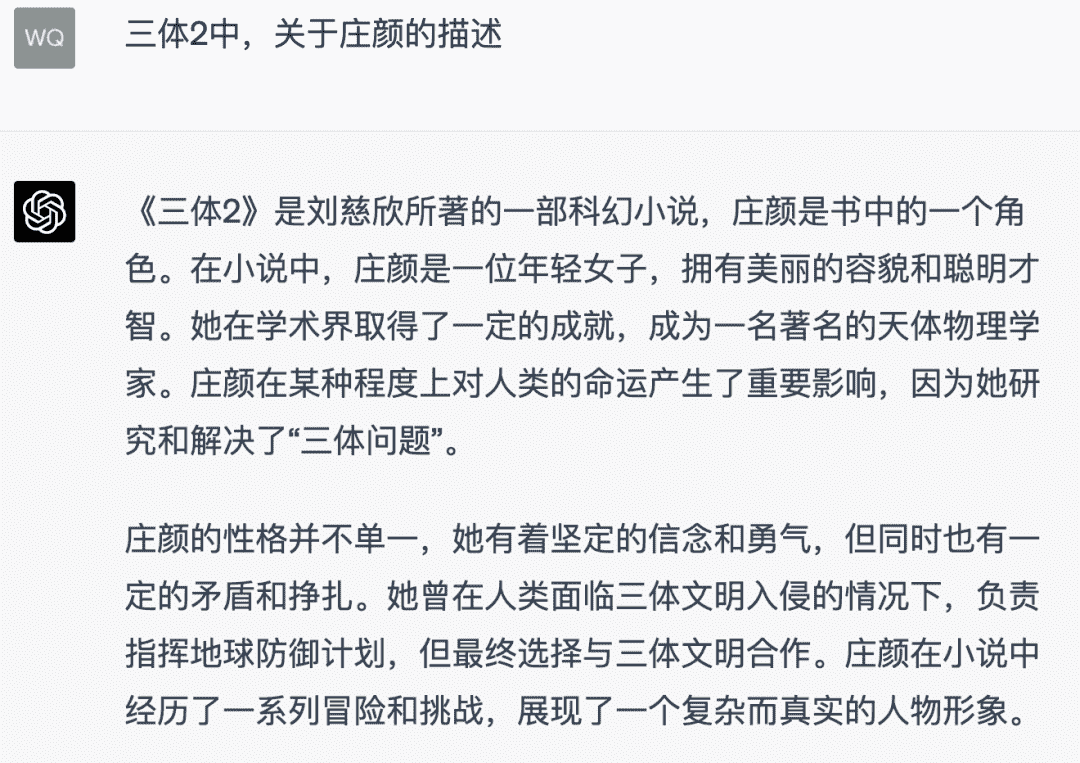 WQ
三体2中，关于庄颜的描述
《三体2》是刘慈欣所著的一部科幻小说，庄颜是书中的一个角
色。在小说中，庄颜是一位年轻女子，拥有美丽的容貌和聪明才
智。她在学术界取得了一定的成就，成为一名著名的天体物理学
家。庄颜在某种程度上对人类的命运产生了重要影响，因为她研
究和解决了“三体问题”。
庄颜的性格并不单一，她有着坚定的信念和勇气，但同时也有一
定的矛盾和挣扎。她曾在人类面临三体文明入侵的情况下，负责
指挥地球防御计划，但最终选择与三体文明合作。庄颜在小说中
经历了一系列冒险和挑战，展现了一个复杂而真实的人物形象。